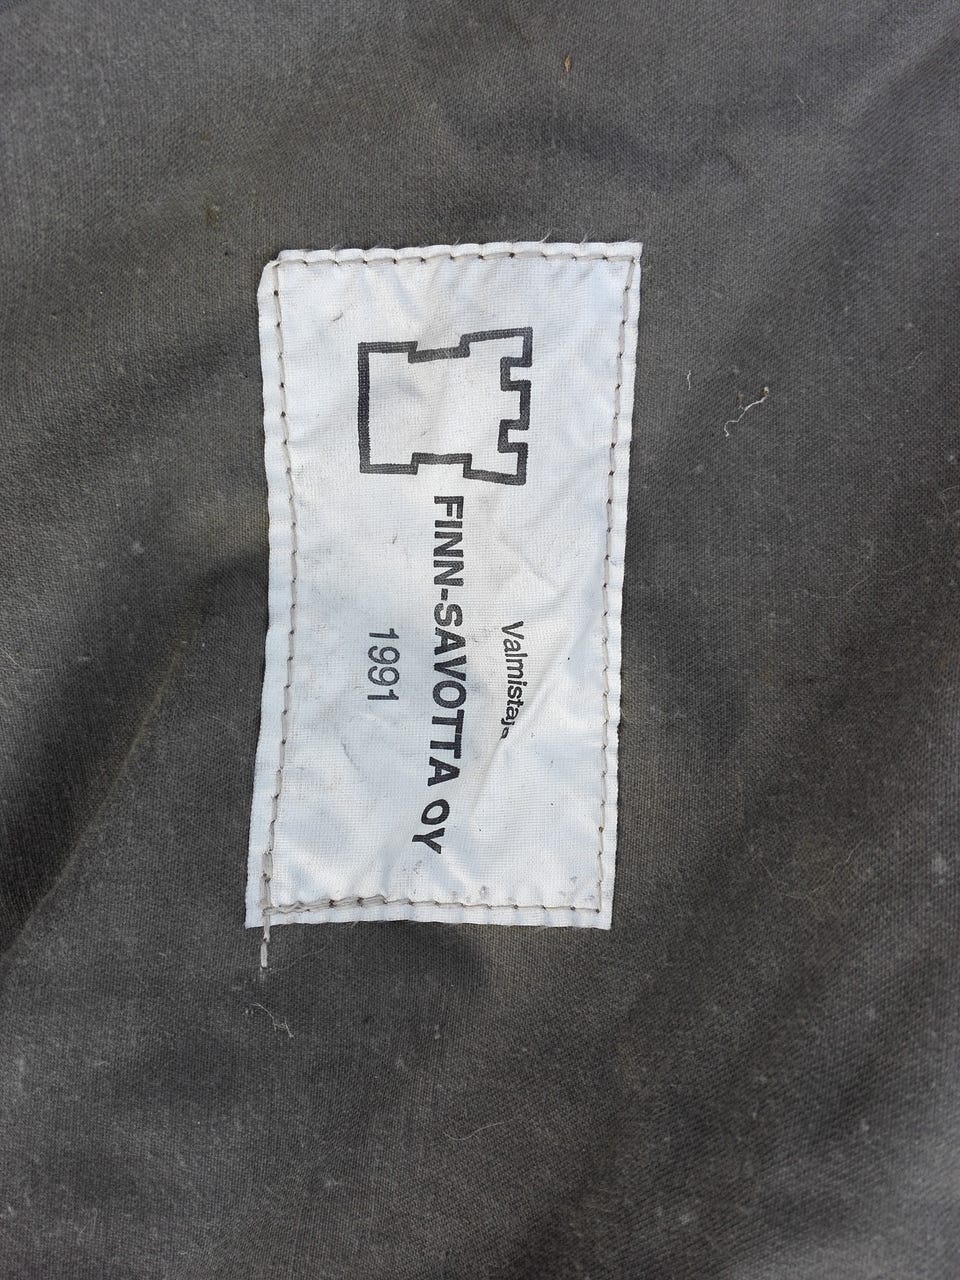 Valmistaja
FINN-SAVOTTA OY
1991